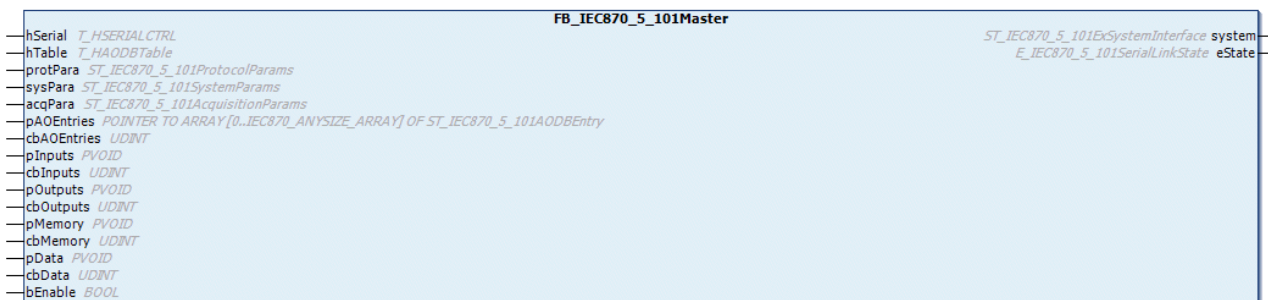 FB_IEC870_5_101Master
hSerial T_HSERIALCTRL ST_IEC870_5_101ExSystemInterface system
hTable T_HAODBTable E_IEC870_5_101SerialLinkState eState
protPara ST_IEC870_5_101ProtocolParams
sysPara ST_IEC870_5_101SystemParams
acqPara ST_IEC870_5_101AcquisitionParams
pAOEntries POINTER TO ARRAY [0..IEC870_ANYSIZE_ARRAY] OF ST_IEC870_5_101AODBEntry
cbAOEntries UDINT
pInputs PVOID
cbInputs UDINT
pOutputs PVOID
cbOutputs UDINT
pMemory PVOID
cbMemory UDINT
pData PVOID
cbData UDINT
bEnable BOOL